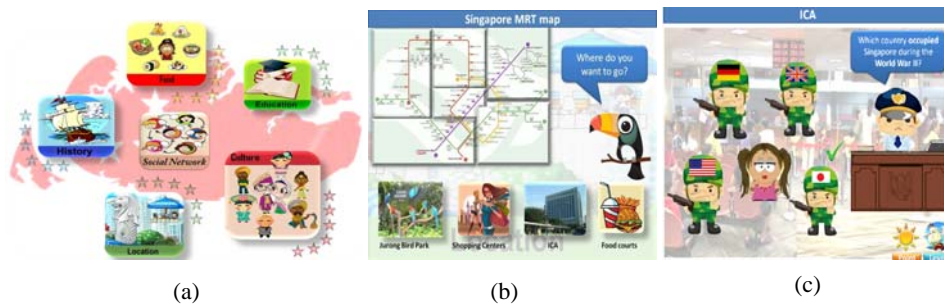 Food
Education
History
Social Network
Culture
Location
(a)
Singapore MRT map
Where do you
want to go?
Jurong Bird Park
Shopping Centers
ICA
Food courts
Location
(b)
ICA
Which country occupied
Singapore during the
World War II?
(c)